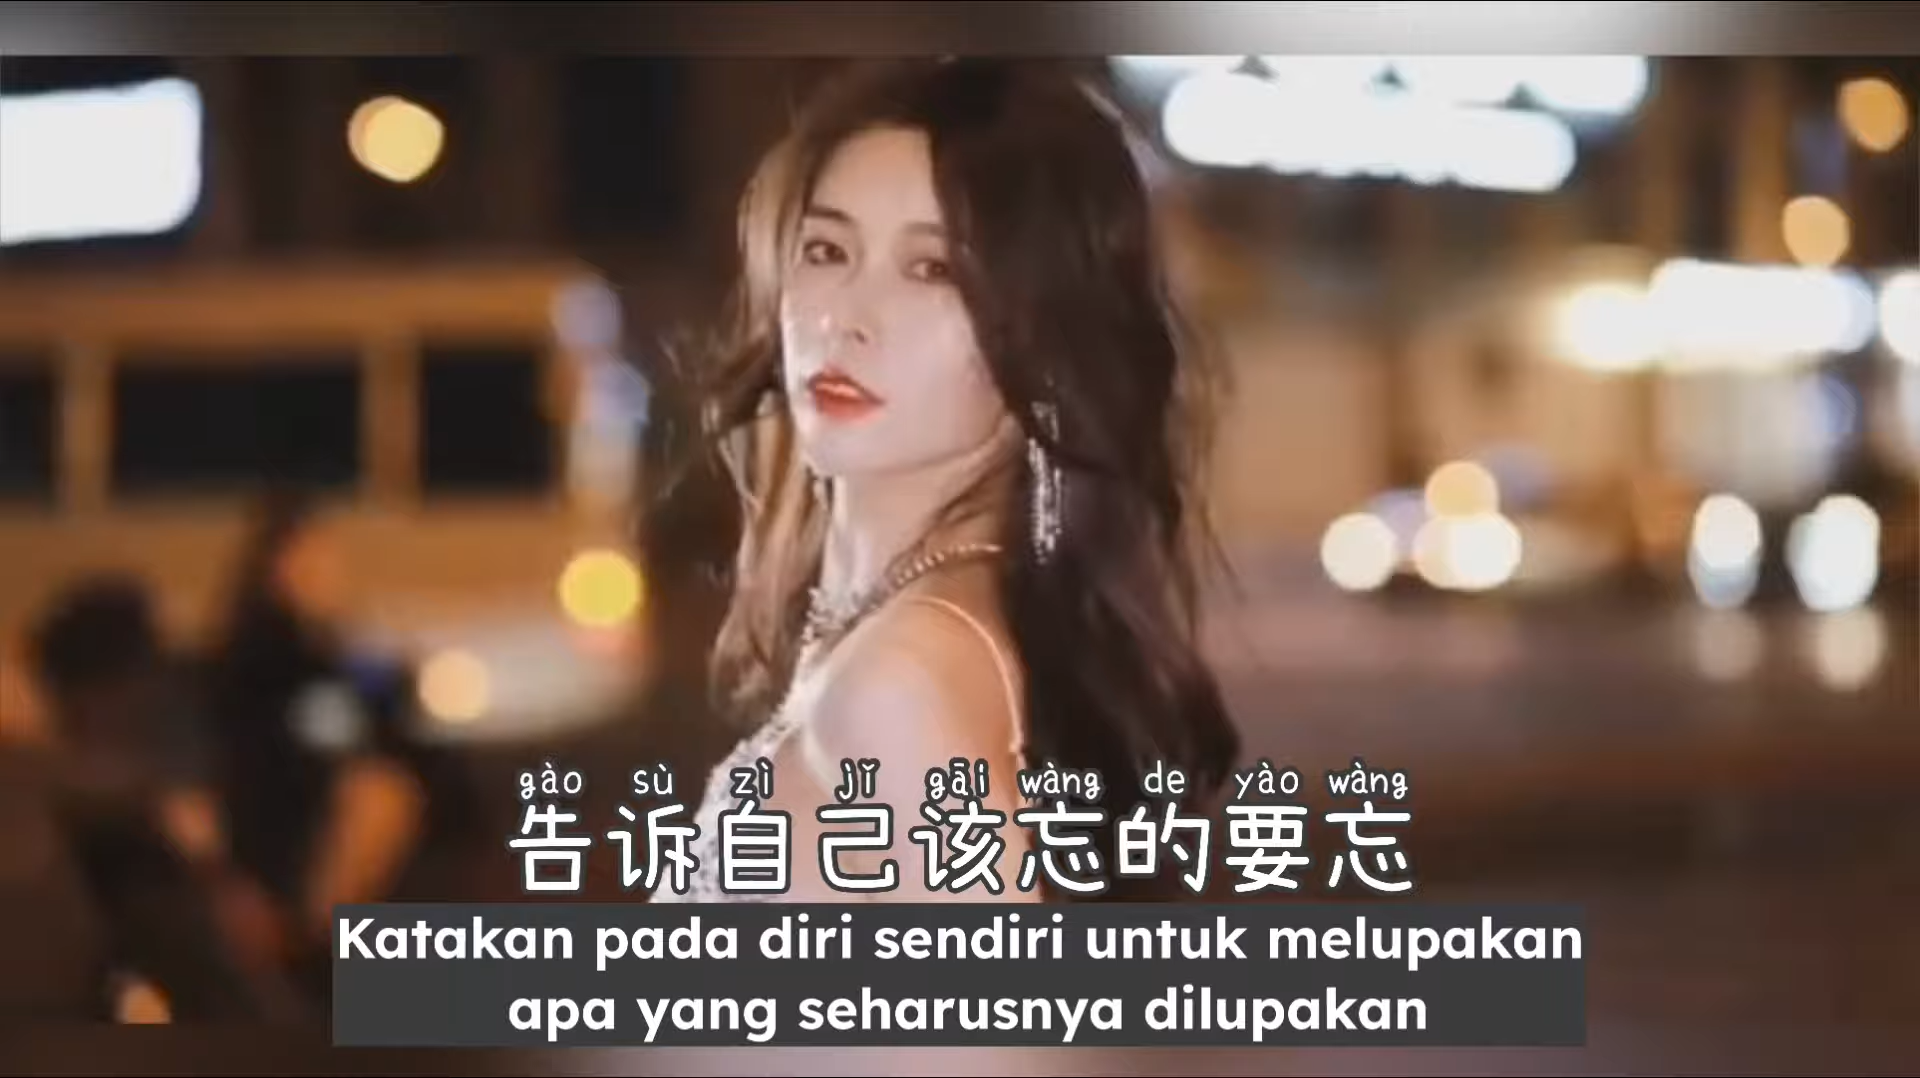 gào sù zì jǐ gāi wàng de yào wàng
告诉自己该忘的要忘
Katakan pada diri sendiri untuk melupakan
apa yang seharusnya dilupakan